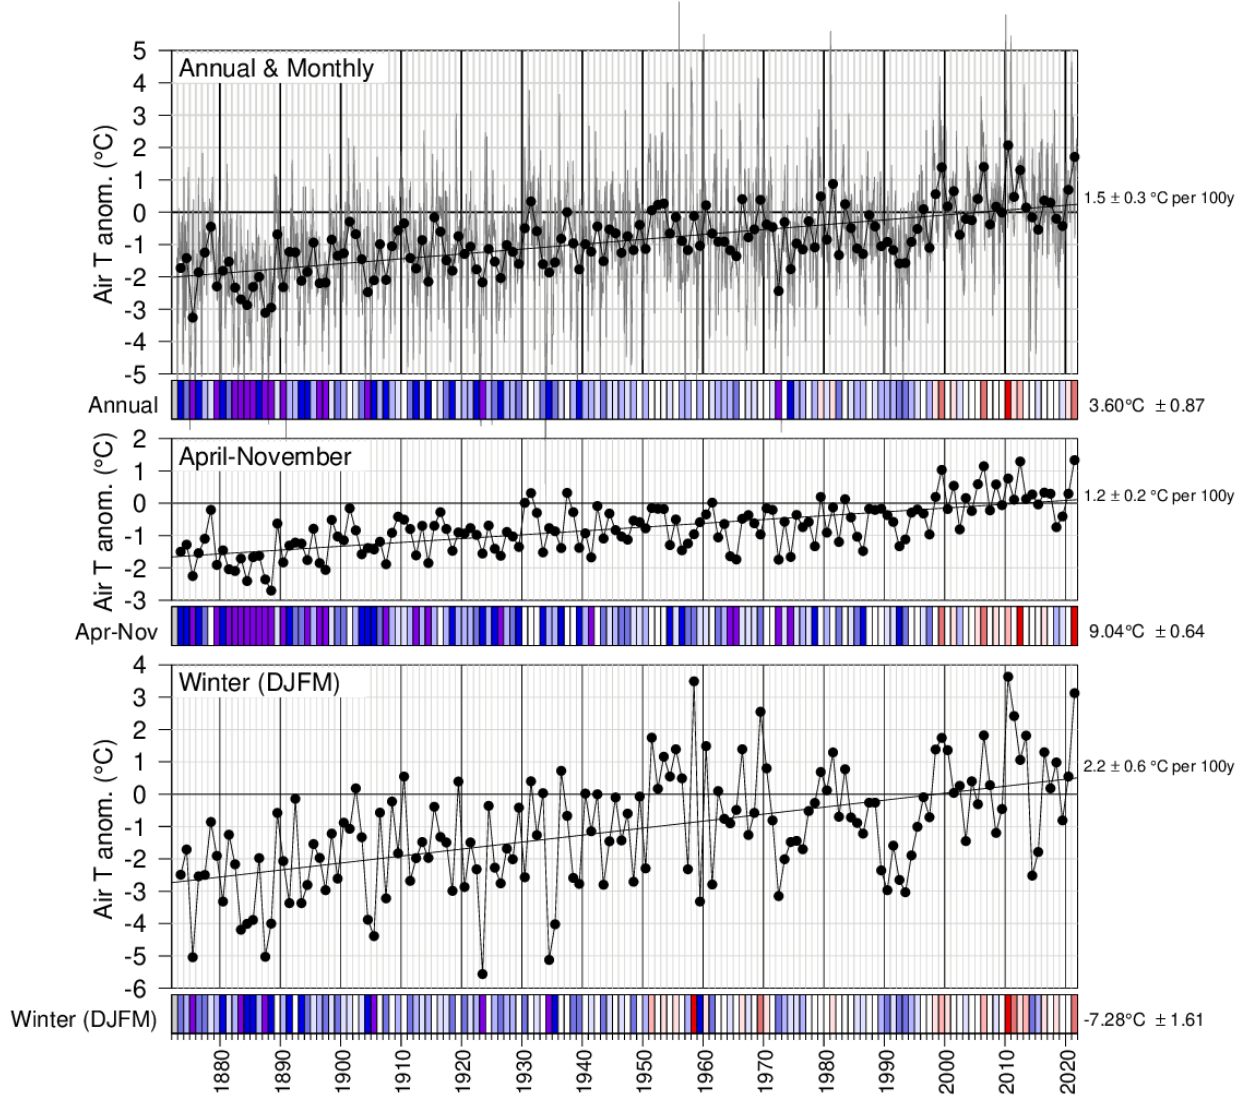 Annual & Monthly
Air T anom. (°C)
5
4
3
2
1
0
-1
-2
-3
-4
-5
1.5 ± 0.3 °C per 100y
Annual
3.60°C ± 0.87
April-November
Air T anom. (°C)
2
1
0
-1
-2
-3
1.2 ± 0.2 °C per 100y
Apr-Nov
9.04°C ± 0.64
Winter (DJFM)
Air T anom. (°C)
4
3
2
1
0
-1
-2
-3
-4
-5
-6
2.2 ± 0.6 °C per 100y
Winter (DJFM)
-7.28°C ± 1.61
1880 1890 1900 1910 1920 1930 1940 1950 1960 1970 1980 1990 2000 2010 2020